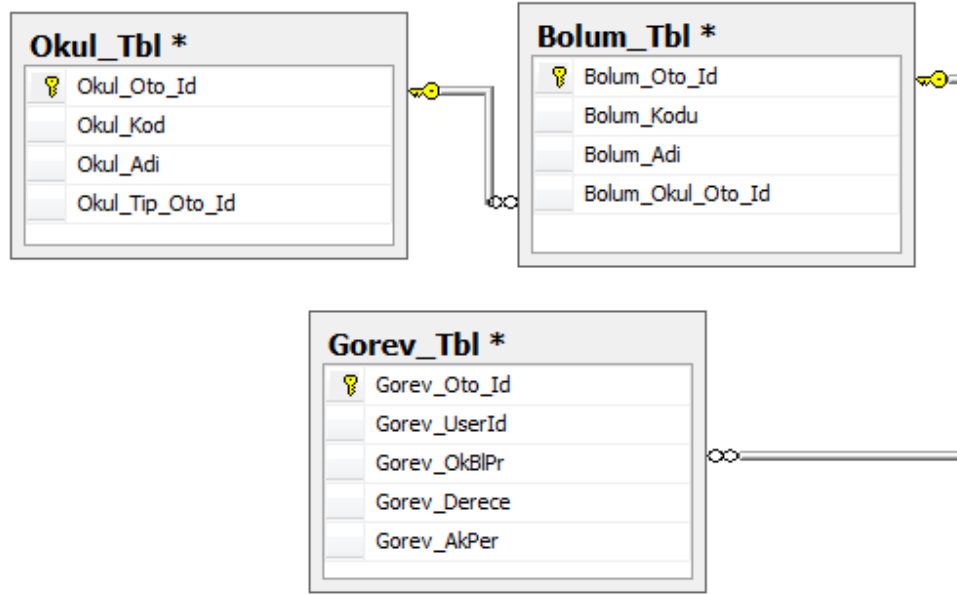 Okul_Tbl *
Okul_Oto_Id
Okul_Kod
Okul_Adi
Okul_Tip_Oto_Id
Bolum_Tbl *
Bolum_Oto_Id
Bolum_Kodu
Bolum_Adi
Bolum_Okul_Oto_Id
Gorev_Tbl *
Gorev_Oto_Id
Gorev_UserId
Gorev_OkBlPr
Gorev_Derece
Gorev_AkPer